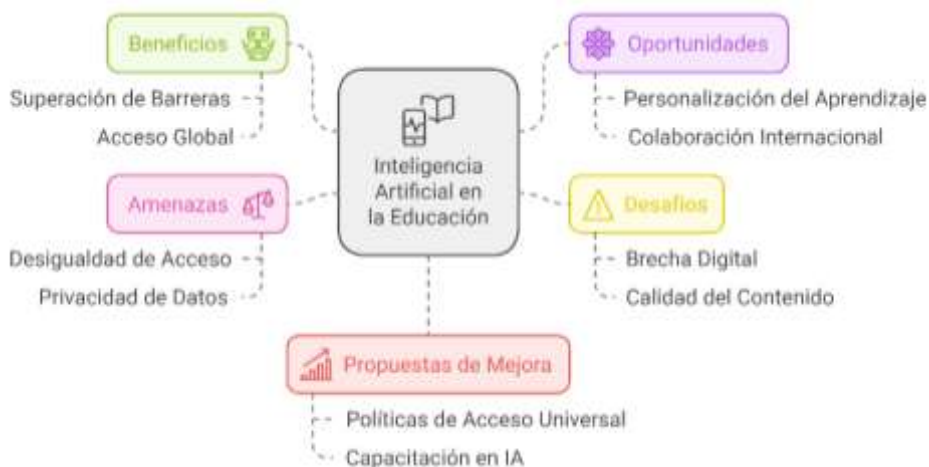 Beneficios
Superación de Barreras
Acceso Global
Oportunidades
Personalización del Aprendizaje
Colaboración Internacional
Inteligencia
Artificial en
la Educación
Amenazas
Desigualdad de Acceso
Privacidad de Datos
Desafíos
Brecha Digital
Calidad del Contenido
Propuestas de Mejora
Políticas de Acceso Universal
Capacitación en IA